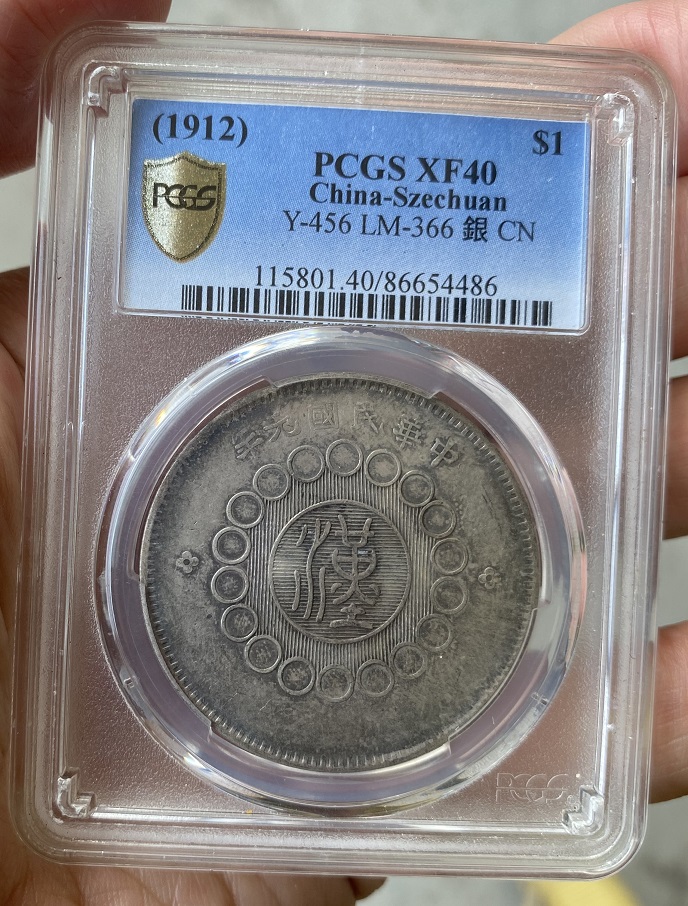 (1912)
$1
PCGS
PCGS XF40
China-Szechuan
Y-456 LM-366 銀 CN
115801.40/86654486
年元國民華中
漢
PCGS